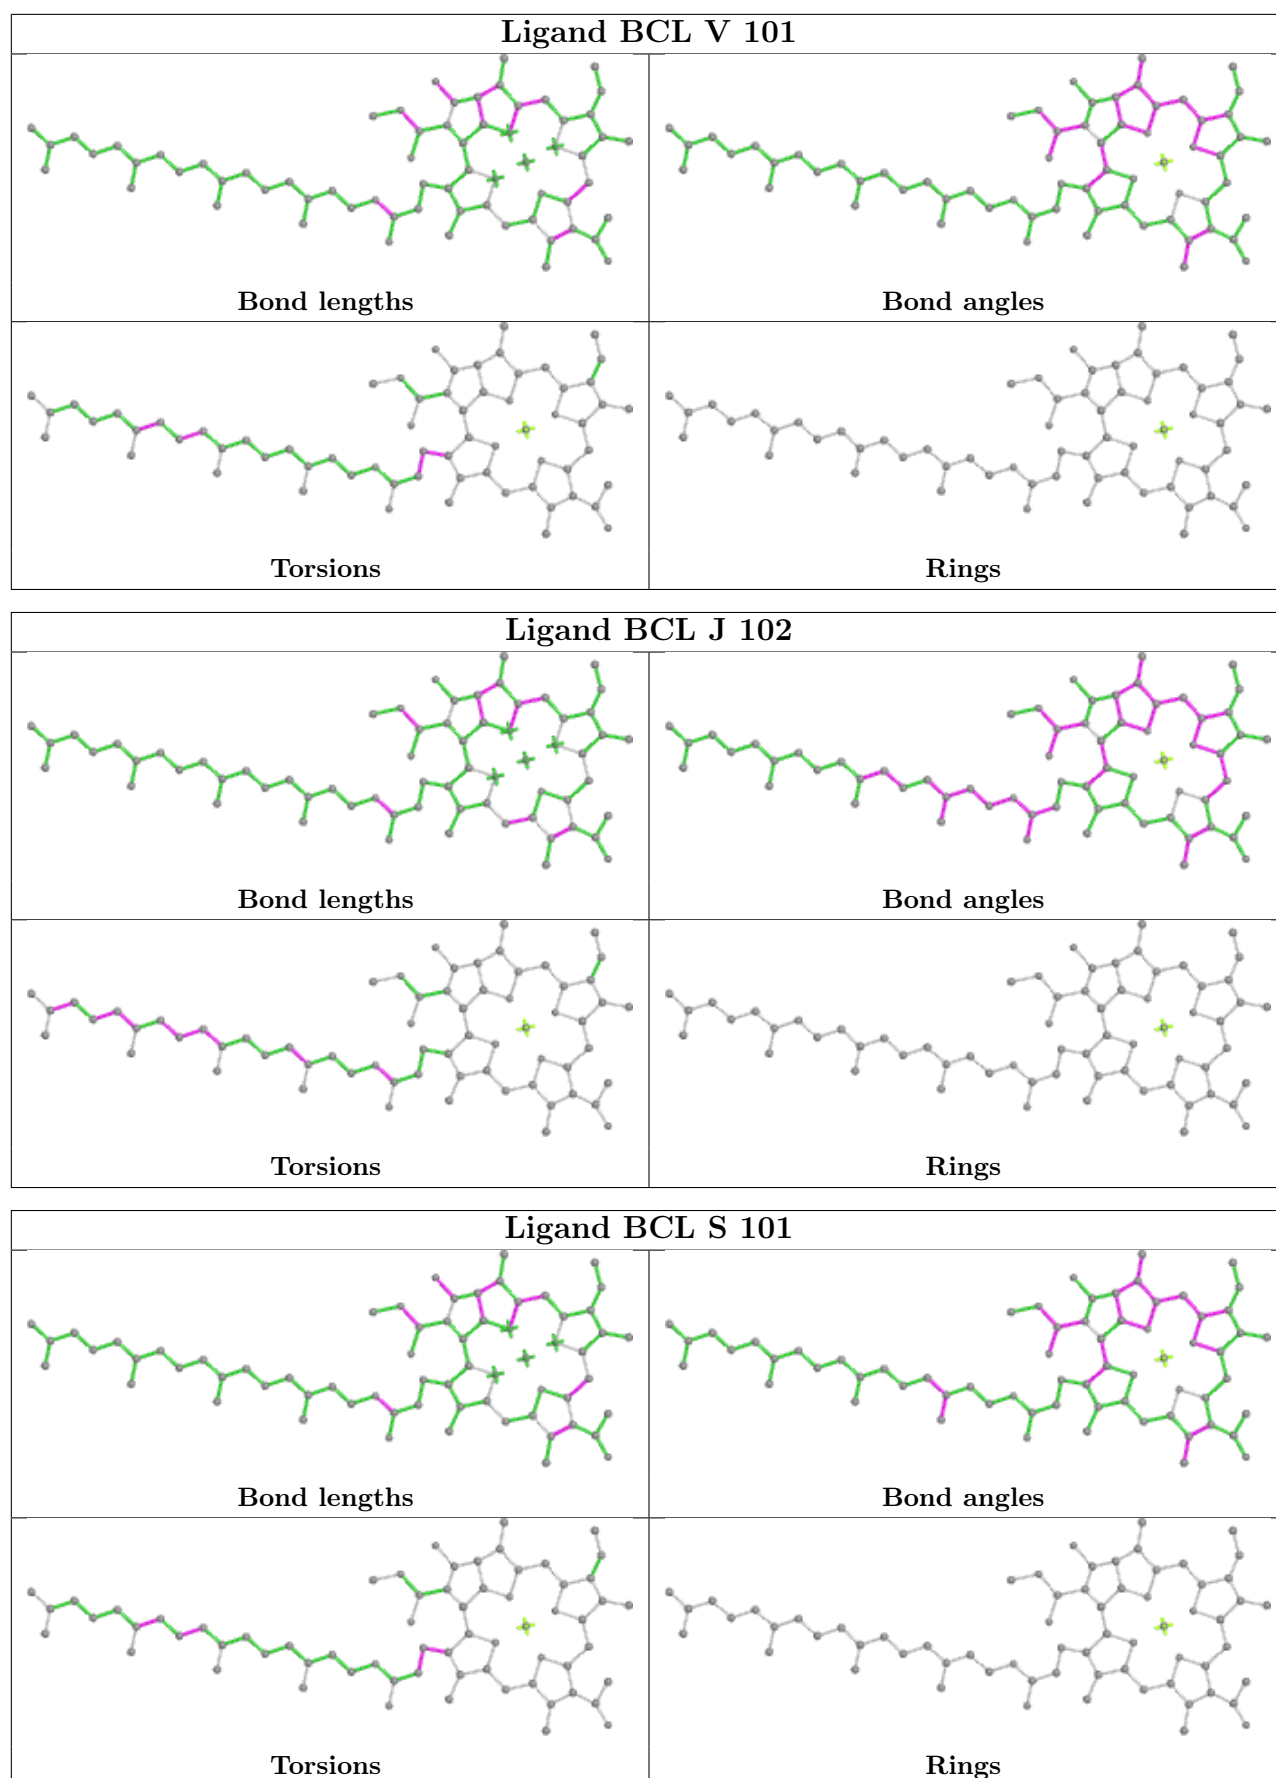 Ligand BCL V 101
Bond lengths
Bond angles
Torsions
Rings
Ligand BCL J 102
Bond lengths
Bond angles
Torsions
Rings
Ligand BCL S 101
Bond lengths
Bond angles
Torsions
Rings